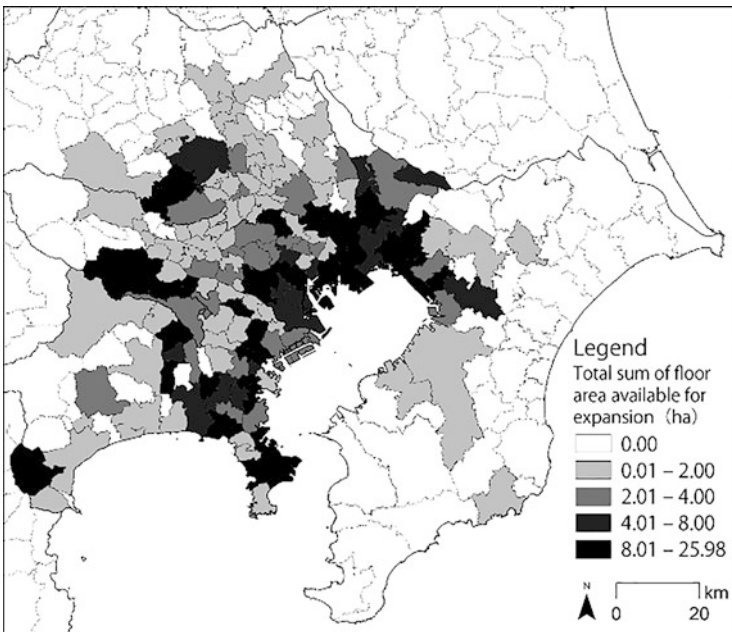 Legend
Total sum of floor
area available for
expansion (ha)
0.00
0.01 – 2.00
2.01 – 4.00
4.01 – 8.00
8.01 – 25.98
N
km
0 20